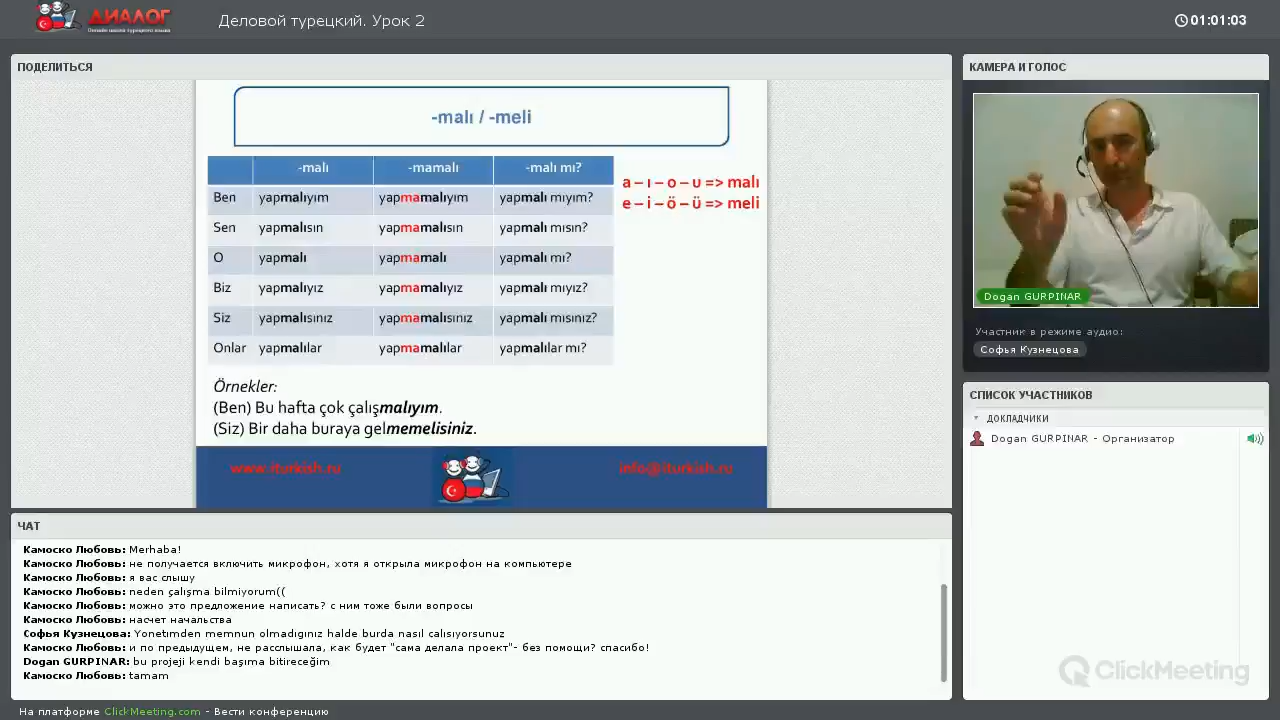 ДИАЛОГ
Онлайн школа турецкого языка
Деловой турецкий. Урок 2
01:01:03
ПОДЕЛИТЬСЯ
-malı / -meli
-malı -mamalı -malı mı?
Ben yapmalıyım yapmamalıyım yapmalı mıyım?
Sen yapmalısın yapmamalısın yapmalı mısın?
O yapmalı yapmamalı yapmalı mı?
Biz yapmalıyız yapmamalıyız yapmalı mıyız?
Siz yapmalısınız yapmamalısınız yapmalı mısınız?
Onlar yapmalılar yapmamalılar yapmalılar mı?
a – ı – o – u => malı
e – i – ö – ü => meli
Örnekler:
(Ben) Bu hafta çok çalışmalıyım.
(Siz) Bir daha buraya gelmemelisiniz.
www.iturkish.ru
info@iturkish.ru
КАМЕРА И ГОЛОС
Dogan GURPINAR
Участник в режиме аудио:
Софья Кузнецова
СПИСОК УЧАСТНИКОВ
ДОКЛАДЧИКИ
Dogan GURPINAR - Организатор
ClickMeeting
ЧАТ
Камоско Любовь: Merhaba!
Камоско Любовь: не получается включить микрофон, хотя я открыла микрофон на компьютере
Камоско Любовь: я вас слышу
Камоско Любовь: neden çalışma bilmiyorum((
Камоско Любовь: можно это предложение написать? с ним тоже были вопросы
Камоско Любовь: насчет начальства
Софья Кузнецова: Yonetımden memnun olmadıgınız halde burda nasıl calısıyorsunuz
Камоско Любовь: и по предыдущем, не расслышала, как будет "сама делала проект"- без помощи? спасибо!
Dogan GURPINAR: bu projeji kendi başıma bitireceğim
Камоско Любовь: tamam
На платформе ClickMeeting.com - Вести конференцию